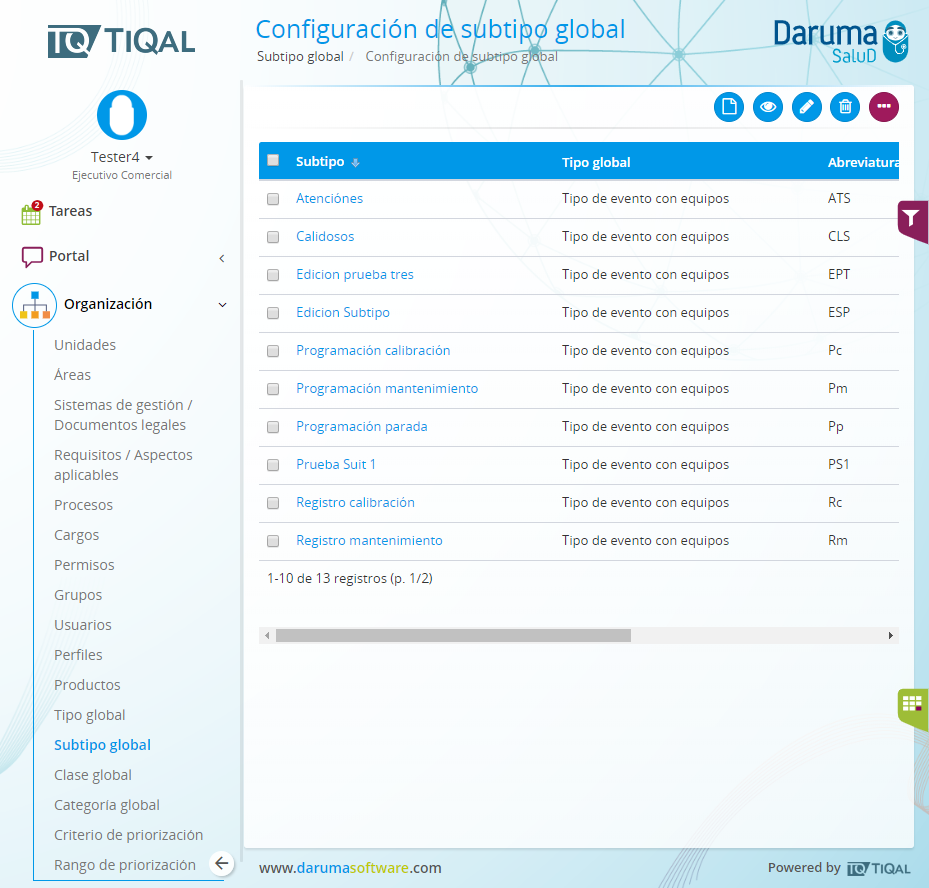 TQ TIQAL
Configuración de subtipo global
Subtipo global / Configuración de subtipo global
Daruma
SaluD
Tester4
Ejecutivo Comercial
2
Tareas
Portal
Organización
Unidades
Áreas
Sistemas de gestión /
Documentos legales
Requisitos / Aspectos
aplicables
Procesos
Cargos
Permisos
Grupos
Usuarios
Perfiles
Productos
Tipo global
Subtipo global
Clase global
Categoría global
Criterio de priorización
Rango de priorización
Subtipo Tipo global Abreviatura
Atenciónes Tipo de evento con equipos ATS
Calidosos Tipo de evento con equipos CLS
Edicion prueba tres Tipo de evento con equipos EPT
Edicion Subtipo Tipo de evento con equipos ESP
Programación calibración Tipo de evento con equipos Pc
Programación mantenimiento Tipo de evento con equipos Pm
Programación parada Tipo de evento con equipos Pp
Prueba Suit 1 Tipo de evento con equipos PS1
Registro calibración Tipo de evento con equipos Rc
Registro mantenimiento Tipo de evento con equipos Rm
1-10 de 13 registros (p. 1/2)
www.darumasoftware.com
Powered by TQ TIQAL